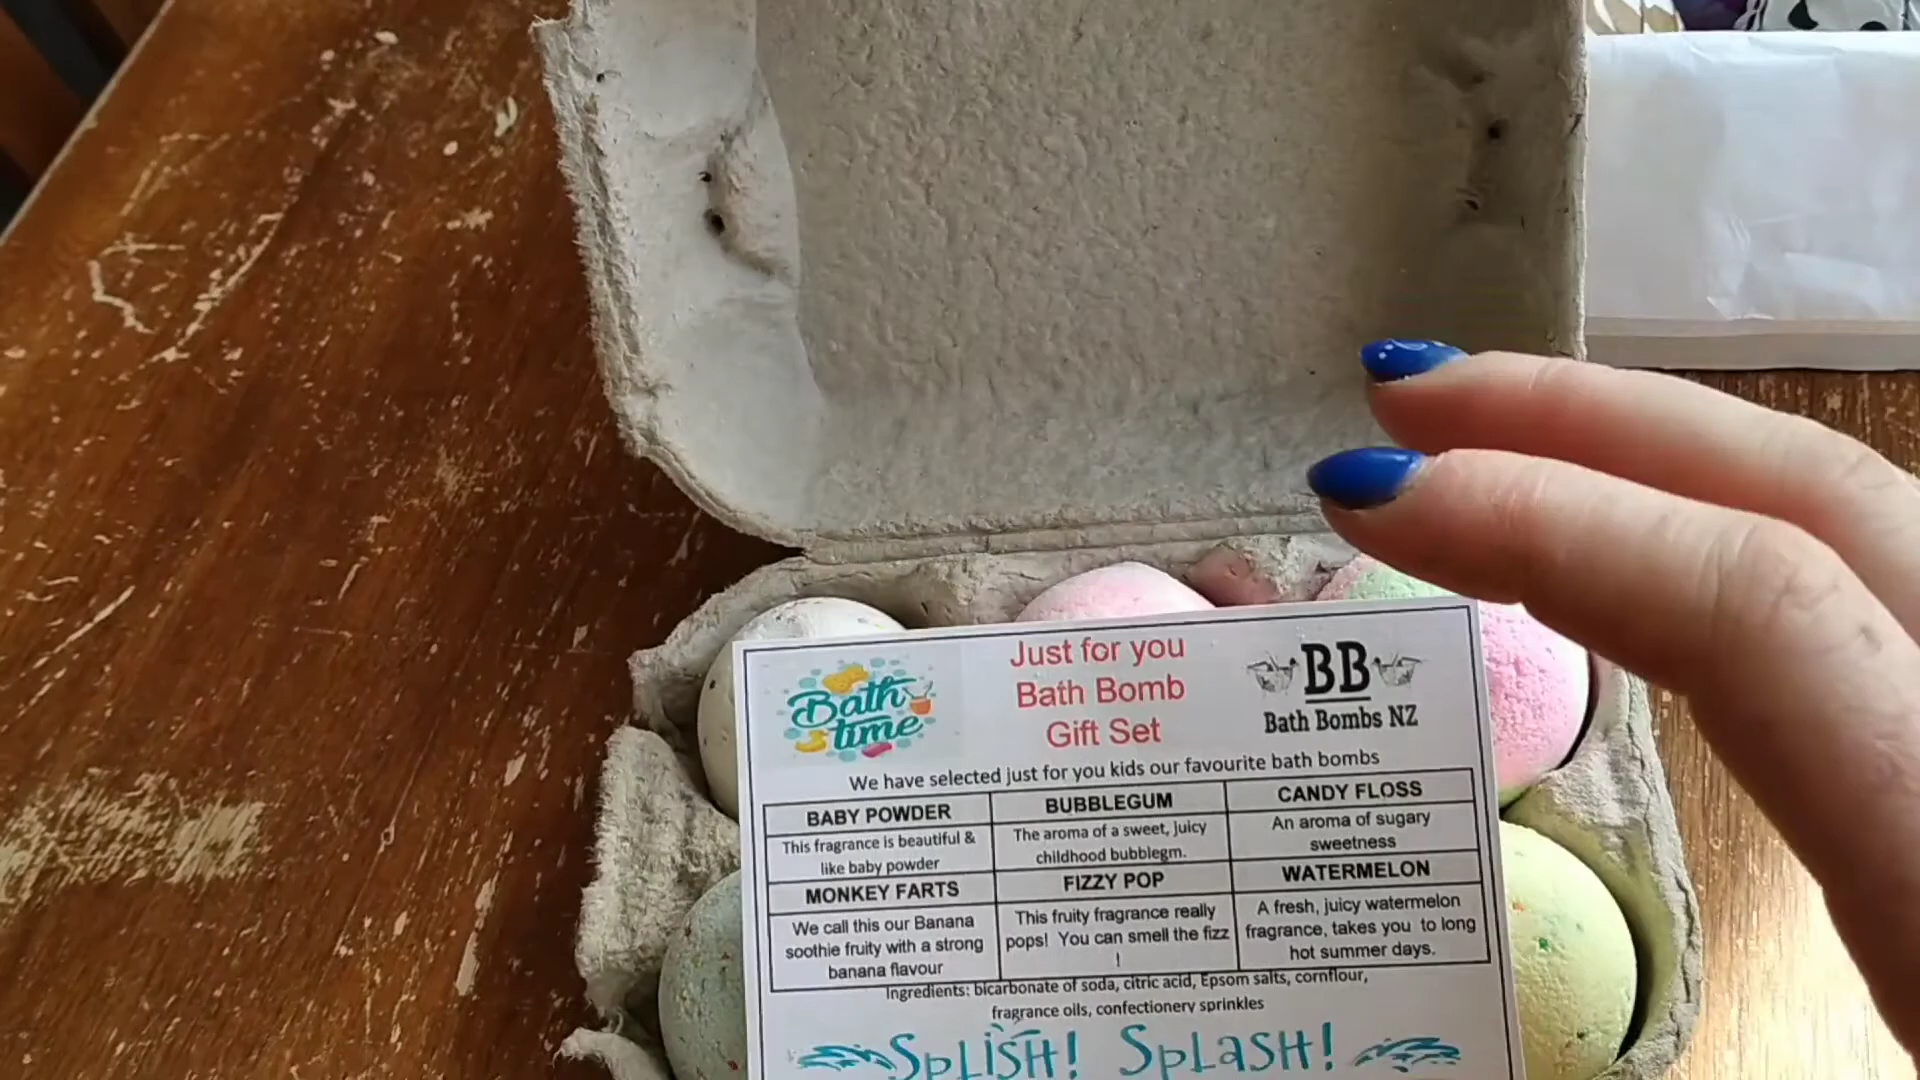 Bath
time
Just for you
Bath Bomb
Gift Set
BB
Bath Bombs NZ
We have selected just for you kids our favourite bath bombs
BABY POWDER
This fragrance is beautiful &
like baby powder
BUBBLEGUM
The aroma of a sweet, juicy
childhood bubblegm.
CANDY FLOSS
An aroma of sugary
sweetness
MONKEY FARTS
We call this our Banana
soothie fruity with a strong
banana flavour
FIZZY POP
This fruity fragrance really
pops! You can smell the fizz
!
WATERMELON
A fresh, juicy watermelon
fragrance, takes you to long
hot summer days.
Ingredients: bicarbonate of soda, citric acid, Epsom salts, cornflour,
fragrance oils, confectionery sprinkles
SPLISH! SPLASH!